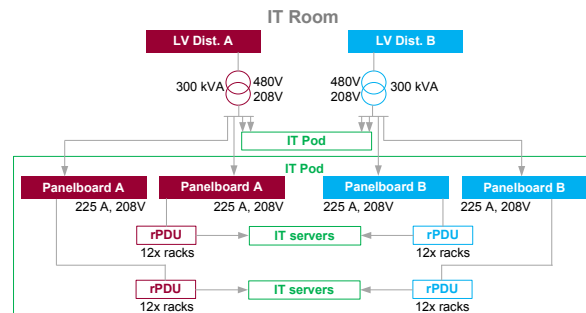 IT Room
LV Dist. A
LV Dist. B
300 kVA
480V
208V
480V
208V
300 kVA
IT Pod
IT Pod
Panelboard A
Panelboard A
Panelboard B
Panelboard B
225 A, 208V
225 A, 208V
225 A, 208V
225 A, 208V
rPDU
IT servers
rPDU
12x racks
12x racks
rPDU
IT servers
rPDU
12x racks
12x racks